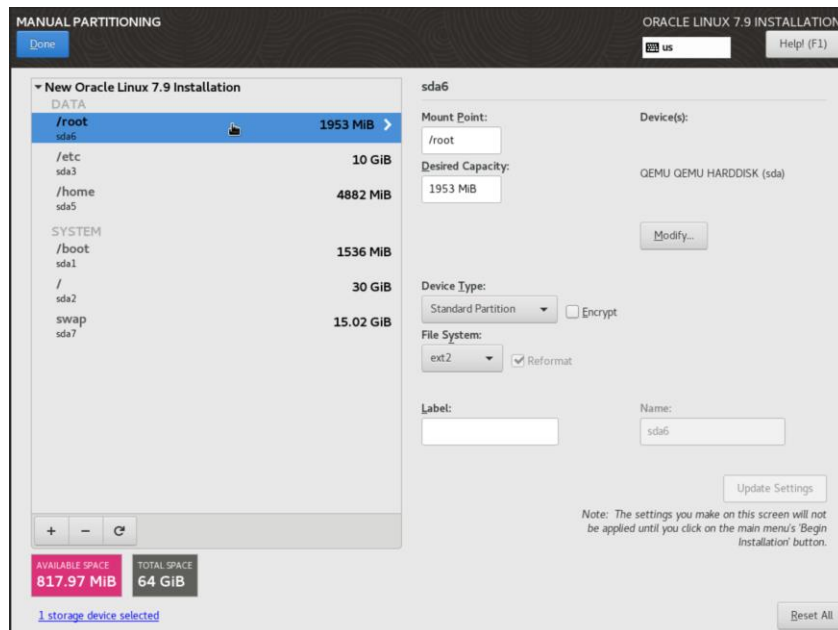 MANUAL PARTITIONING
ORACLE LINUX 7.9 INSTALLATION
Done
us
Help! (F1)
New Oracle Linux 7.9 Installation
DATA
/root
1953 MiB
sda6
/etc
10 GiB
sda3
/home
4882 MiB
sda5
SYSTEM
/boot
1536 MiB
sda1
/
30 GiB
sda2
swap
15.02 GiB
sda7
+ −
AVAILABLE SPACE
817.97 MiB
TOTAL SPACE
64 GiB
1 storage device selected
sda6
Mount Point:
/root
Device(s):
Desired Capacity:
1953 MiB
QEMU QEMU HARDDISK (sda)
Modify...
Device Type:
Standard Partition
Encrypt
File System:
ext2
Reformat
Label:
Name:
sda6
Update Settings
Note: The settings you make on this screen will not
be applied until you click on the main menu's 'Begin
Installation' button.
Reset All